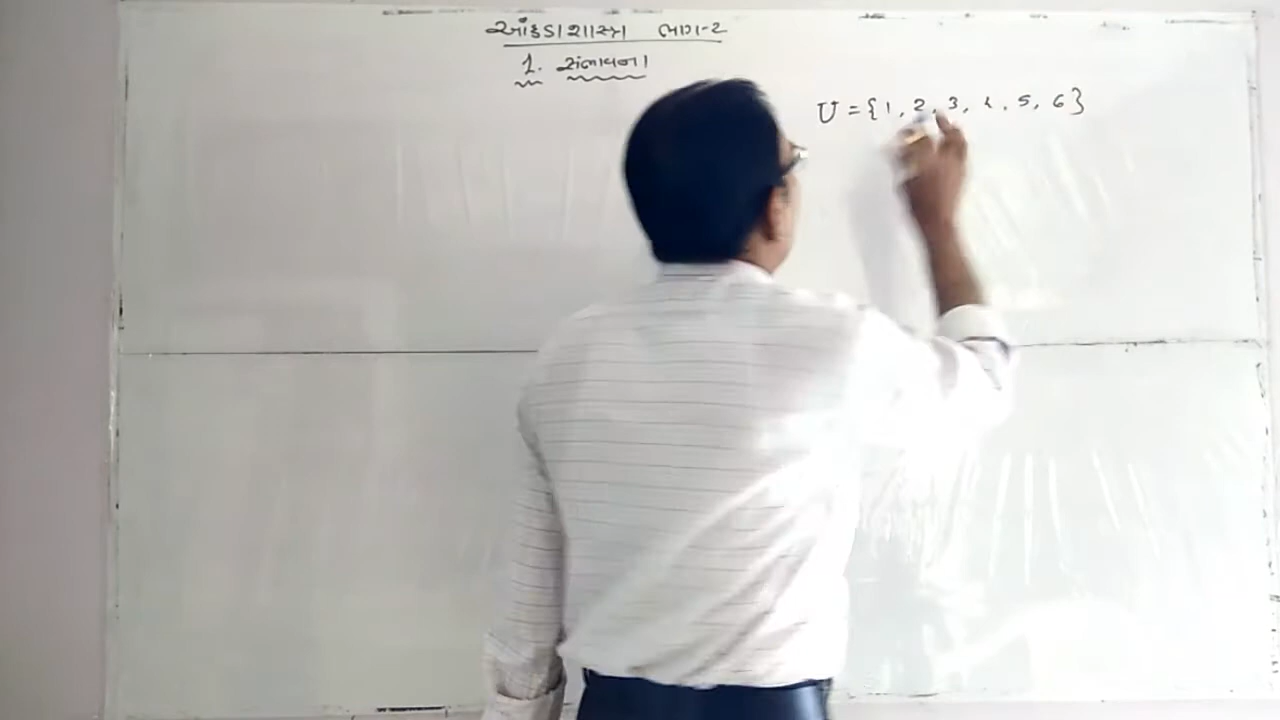 આંકડાશાસ્ત્ર ભાગ-૨
1. સંભાવના
U = {1, 2, 3, 4, 5, 6}